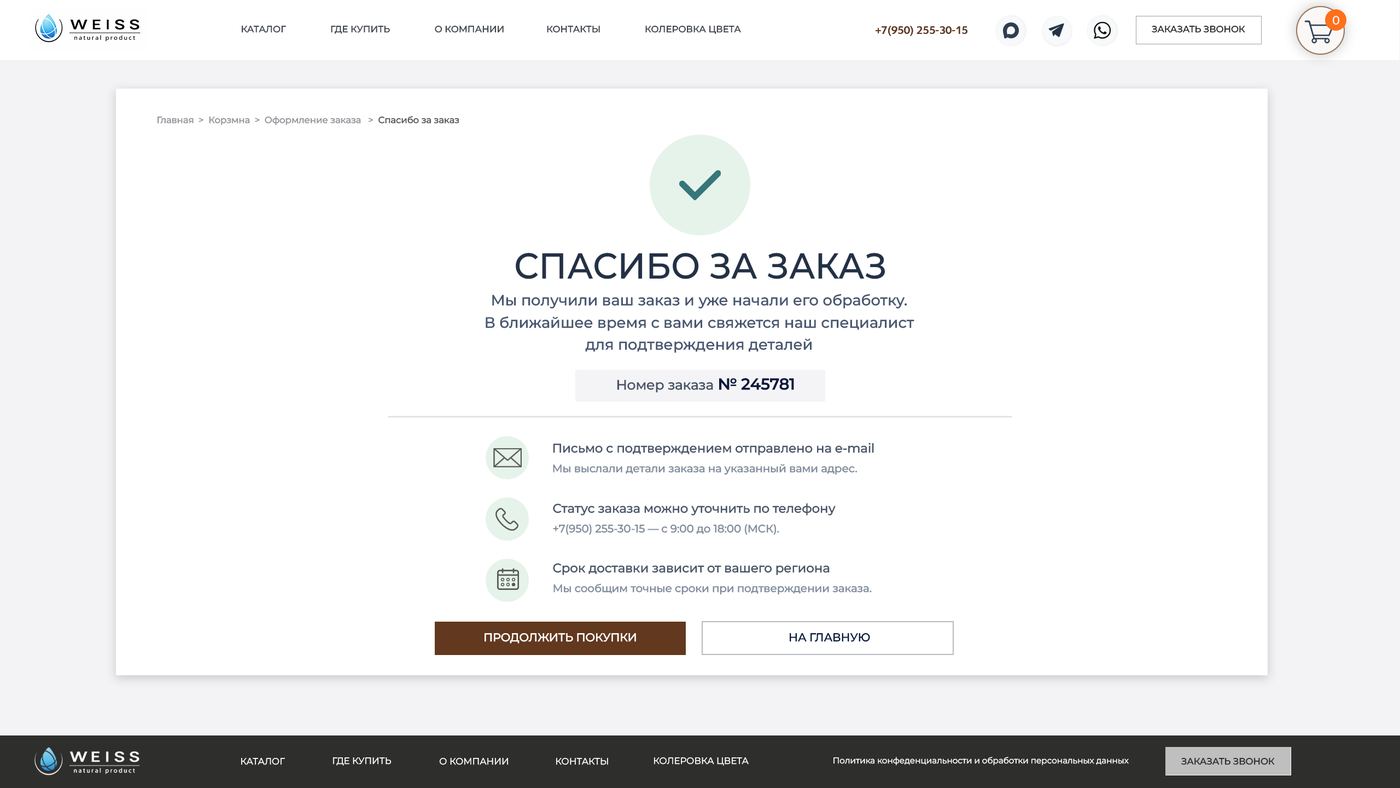 WEISS
natural product
КАТАЛОГ ГДЕ КУПИТЬ О КОМПАНИИ КОНТАКТЫ КОЛЕРОВКА ЦВЕТА +7(950) 255-30-15 ЗАКАЗАТЬ ЗВОНОК 0
Главная > Корзмна > Оформление заказа > Спасибо за заказ
СПАСИБО ЗА ЗАКАЗ
Мы получили ваш заказ и уже начали его обработку.
В ближайшее время с вами свяжется наш специалист
для подтверждения деталей
Номер заказа № 245781
Письмо с подтверждением отправлено на e-mail
Мы выслали детали заказа на указанный вами адрес.
Статус заказа можно уточнить по телефону
+7(950) 255-30-15 — с 9:00 до 18:00 (МСК).
Срок доставки зависит от вашего региона
Мы сообщим точные сроки при подтверждении заказа.
ПРОДОЛЖИТЬ ПОКУПКИ НА ГЛАВНУЮ
WEISS
natural product
КАТАЛОГ ГДЕ КУПИТЬ О КОМПАНИИ КОНТАКТЫ КОЛЕРОВКА ЦВЕТА Политика конфеденциальности и обработки персональных данных ЗАКАЗАТЬ ЗВОНОК